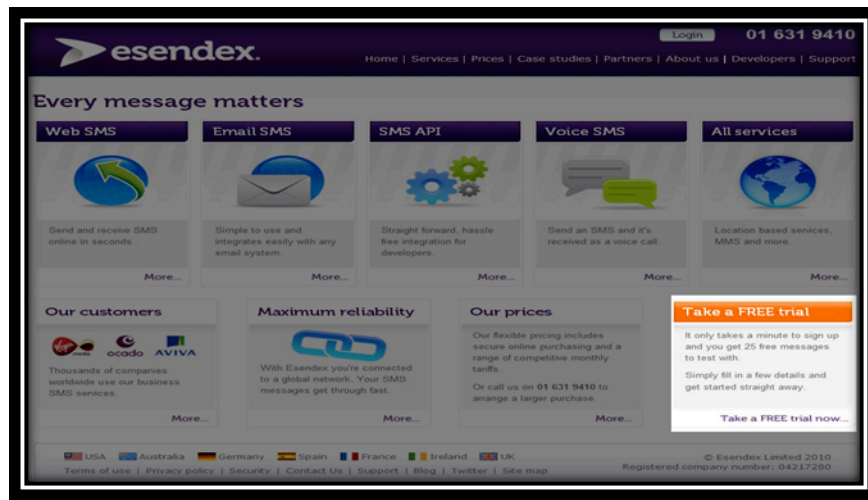 Login 01 631 9410
esendex.
Home | Services | Prices | Case studies | Partners | About us | Developers | Support
Every message matters
Web SMS
Send and receive SMS
online in seconds.
More...
Email SMS
Simple to use and
integrates easily with any
email system.
More...
SMS API
Straight forward, hassle
free integration for
developers.
More...
Voice SMS
Send an SMS and it's
received as a voice call.
More...
All services
Location based services,
MMS and more.
More...
Our customers
Virgin media ocado AVIVA
Thousands of companies
worldwide use our business
SMS services.
More...
Maximum reliability
With Esendex you're connected
to a global network. Your SMS
messages get through fast.
More...
Our prices
Our flexible pricing includes
secure online purchasing and a
range of competitive monthly
tariffs.
Or call us on 01 631 9410 to
arrange a larger purchase.
More...
Take a FREE trial
It only takes a minute to sign up
and you get 25 free messages
to test with.
Simply fill in a few details and
get started straight away.
Take a FREE trial now...
USA Australia Germany Spain France Ireland UK
Terms of use | Privacy policy | Security | Contact Us | Support | Blog | Twitter | Site map
© Esendex Limited 2010
Registered company number: 04217280